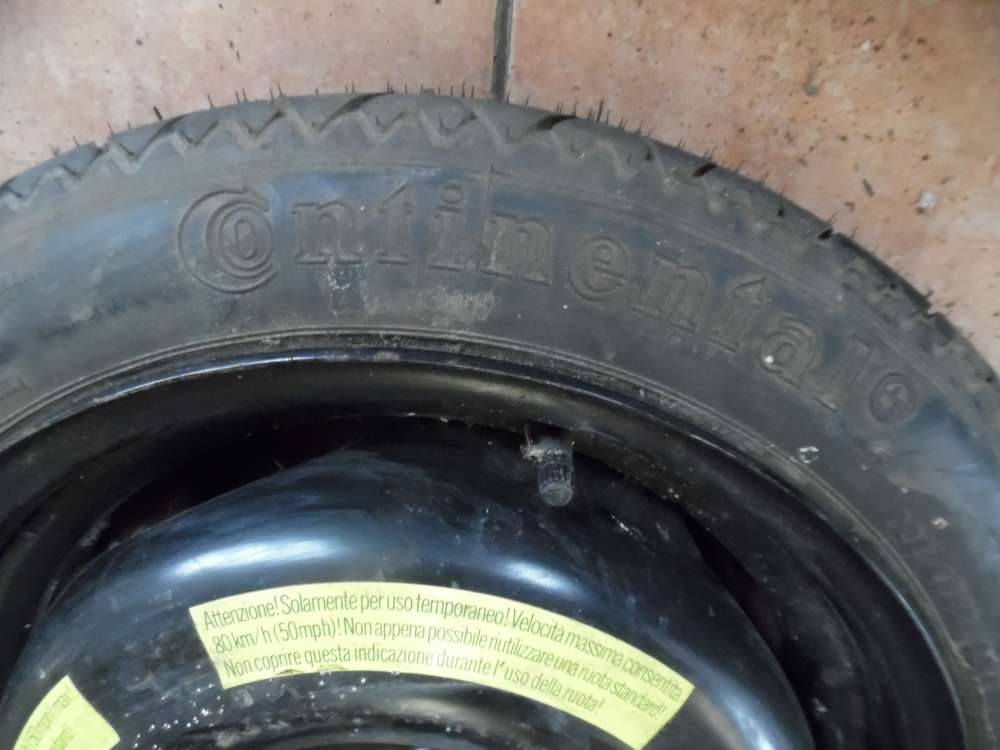 Continental
Attenzione! Solamente per uso temporaneo! Velocità massima consentita
80 km/h (50mph)! Non appena possibile riutilizzare una ruota standard!
Non coprire questa indicazione durante l'uso della ruota!